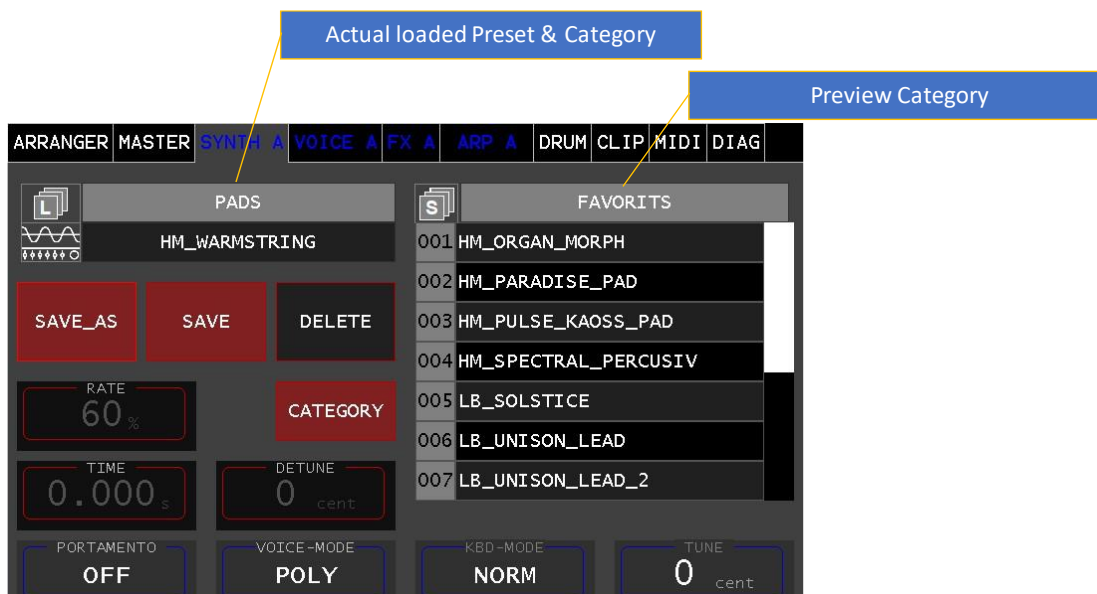 Actual loaded Preset & Category
Preview Category
ARRANGER MASTER SYNTH A VOICE A FX A ARP A DRUM CLIP MIDI DIAG
L PADS S FAVORITS
HM_WARMSTRING 001 HM_ORGAN_MORPH
002 HM_PARADISE_PAD
SAVE_AS SAVE DELETE 003 HM_PULSE_KAOSS_PAD
004 HM_SPECTRAL_PERCUSIV
RATE
60 % CATEGORY 005 LB_SOLSTICE
006 LB_UNISON_LEAD
TIME DETUNE
0.000 s 0 cent 007 LB_UNISON_LEAD_2
PORTAMENTO VOICE-MODE KBD-MODE TUNE
OFF POLY NORM 0 cent